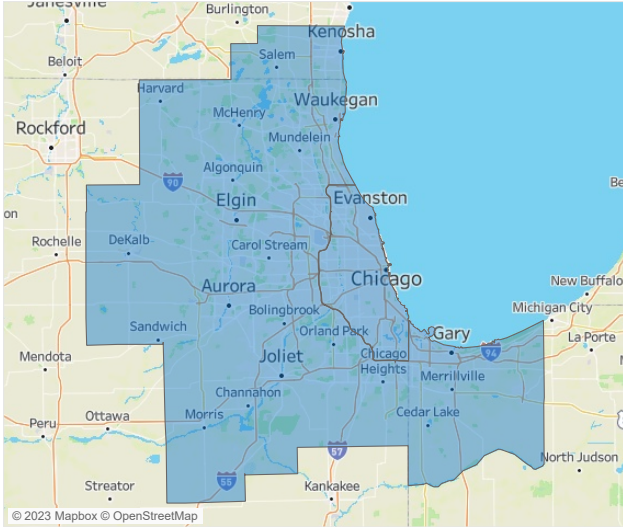 Janesville
Burlington
Kenosha
Beloit
Salem
Harvard
Waukegan
McHenry
Rockford
Mundelein
Algonquin
90
Elgin
Evanston
on
Rochelle
DeKalb
Carol Stream
Chicago
Be
New Buffalo
Aurora
Bolingbrook
Michigan City
Sandwich
Orland Park
Gary
La Porte
Mendota
Joliet
Chicago
Heights
94
Merrillville
Channahon
Morris
Cedar Lake
Peru
Ottawa
57
North Judson
Streator
55
Kankakee
© 2023 Mapbox © OpenStreetMap